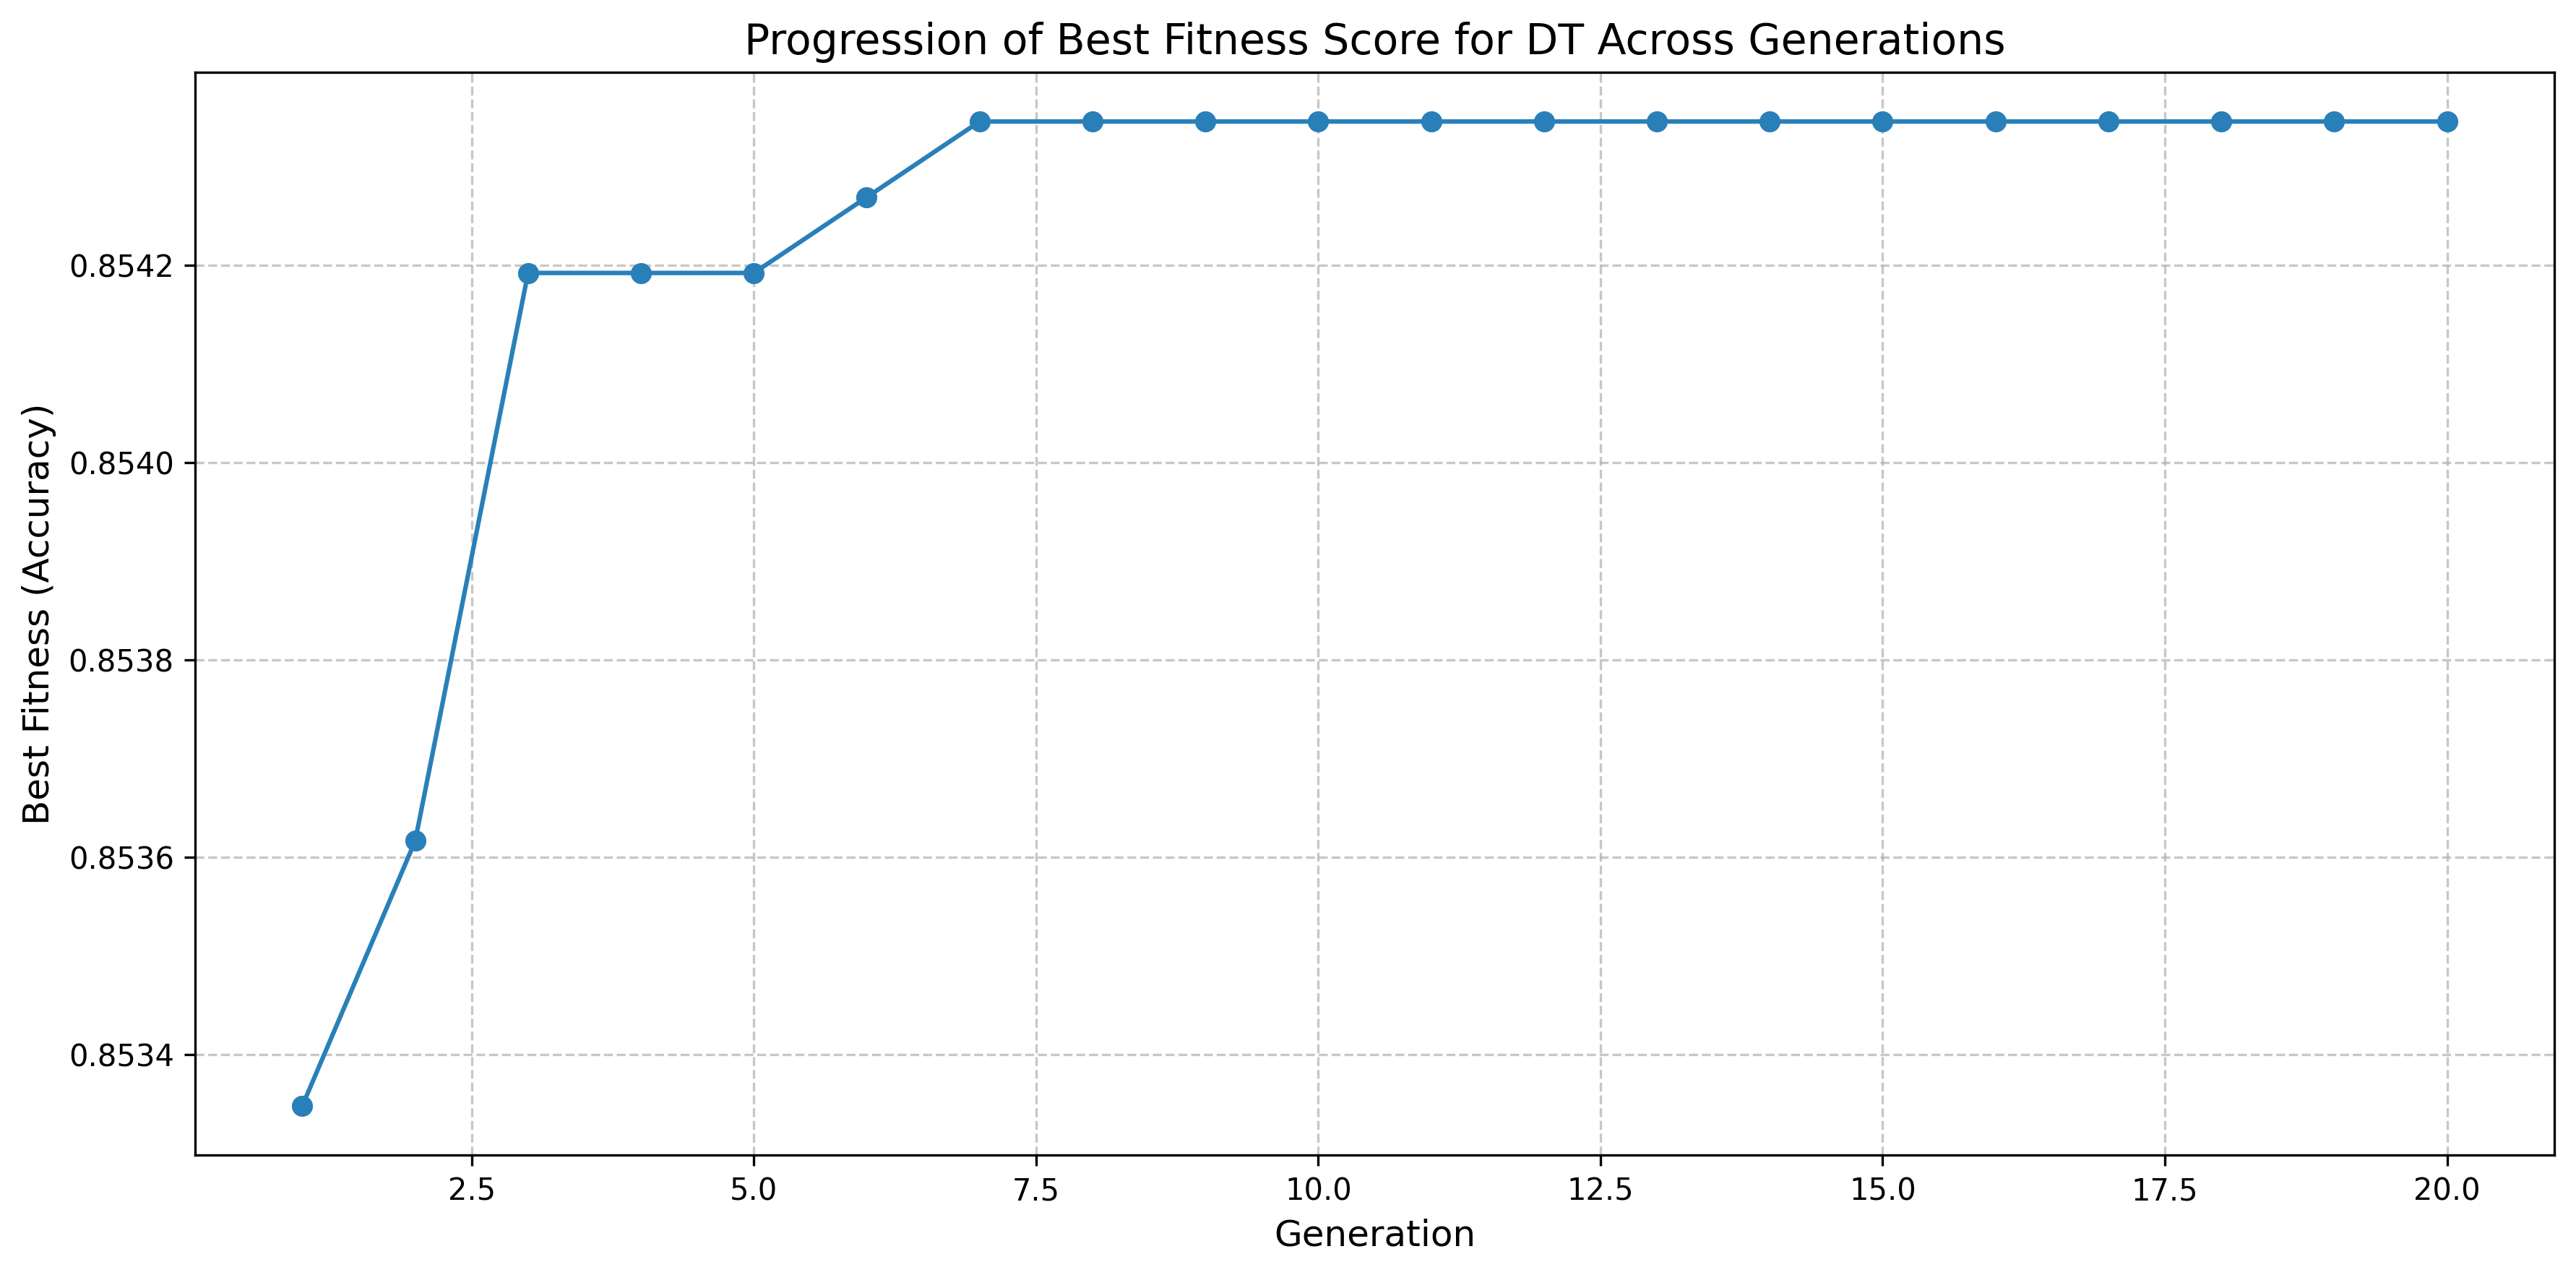 Progression of Best Fitness Score for DT Across Generations
Best Fitness (Accuracy)
0.8542
0.8540
0.8538
0.8536
0.8534
2.5 5.0 7.5 10.0 12.5 15.0 17.5 20.0
Generation